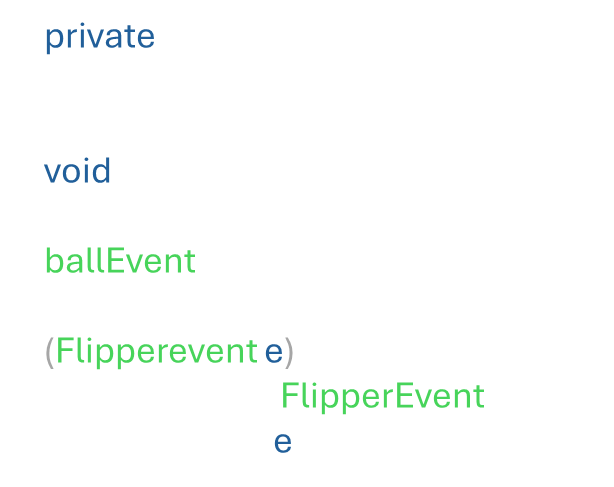 private
void
ballEvent
(Flipperevent e)
FlipperEvent
e